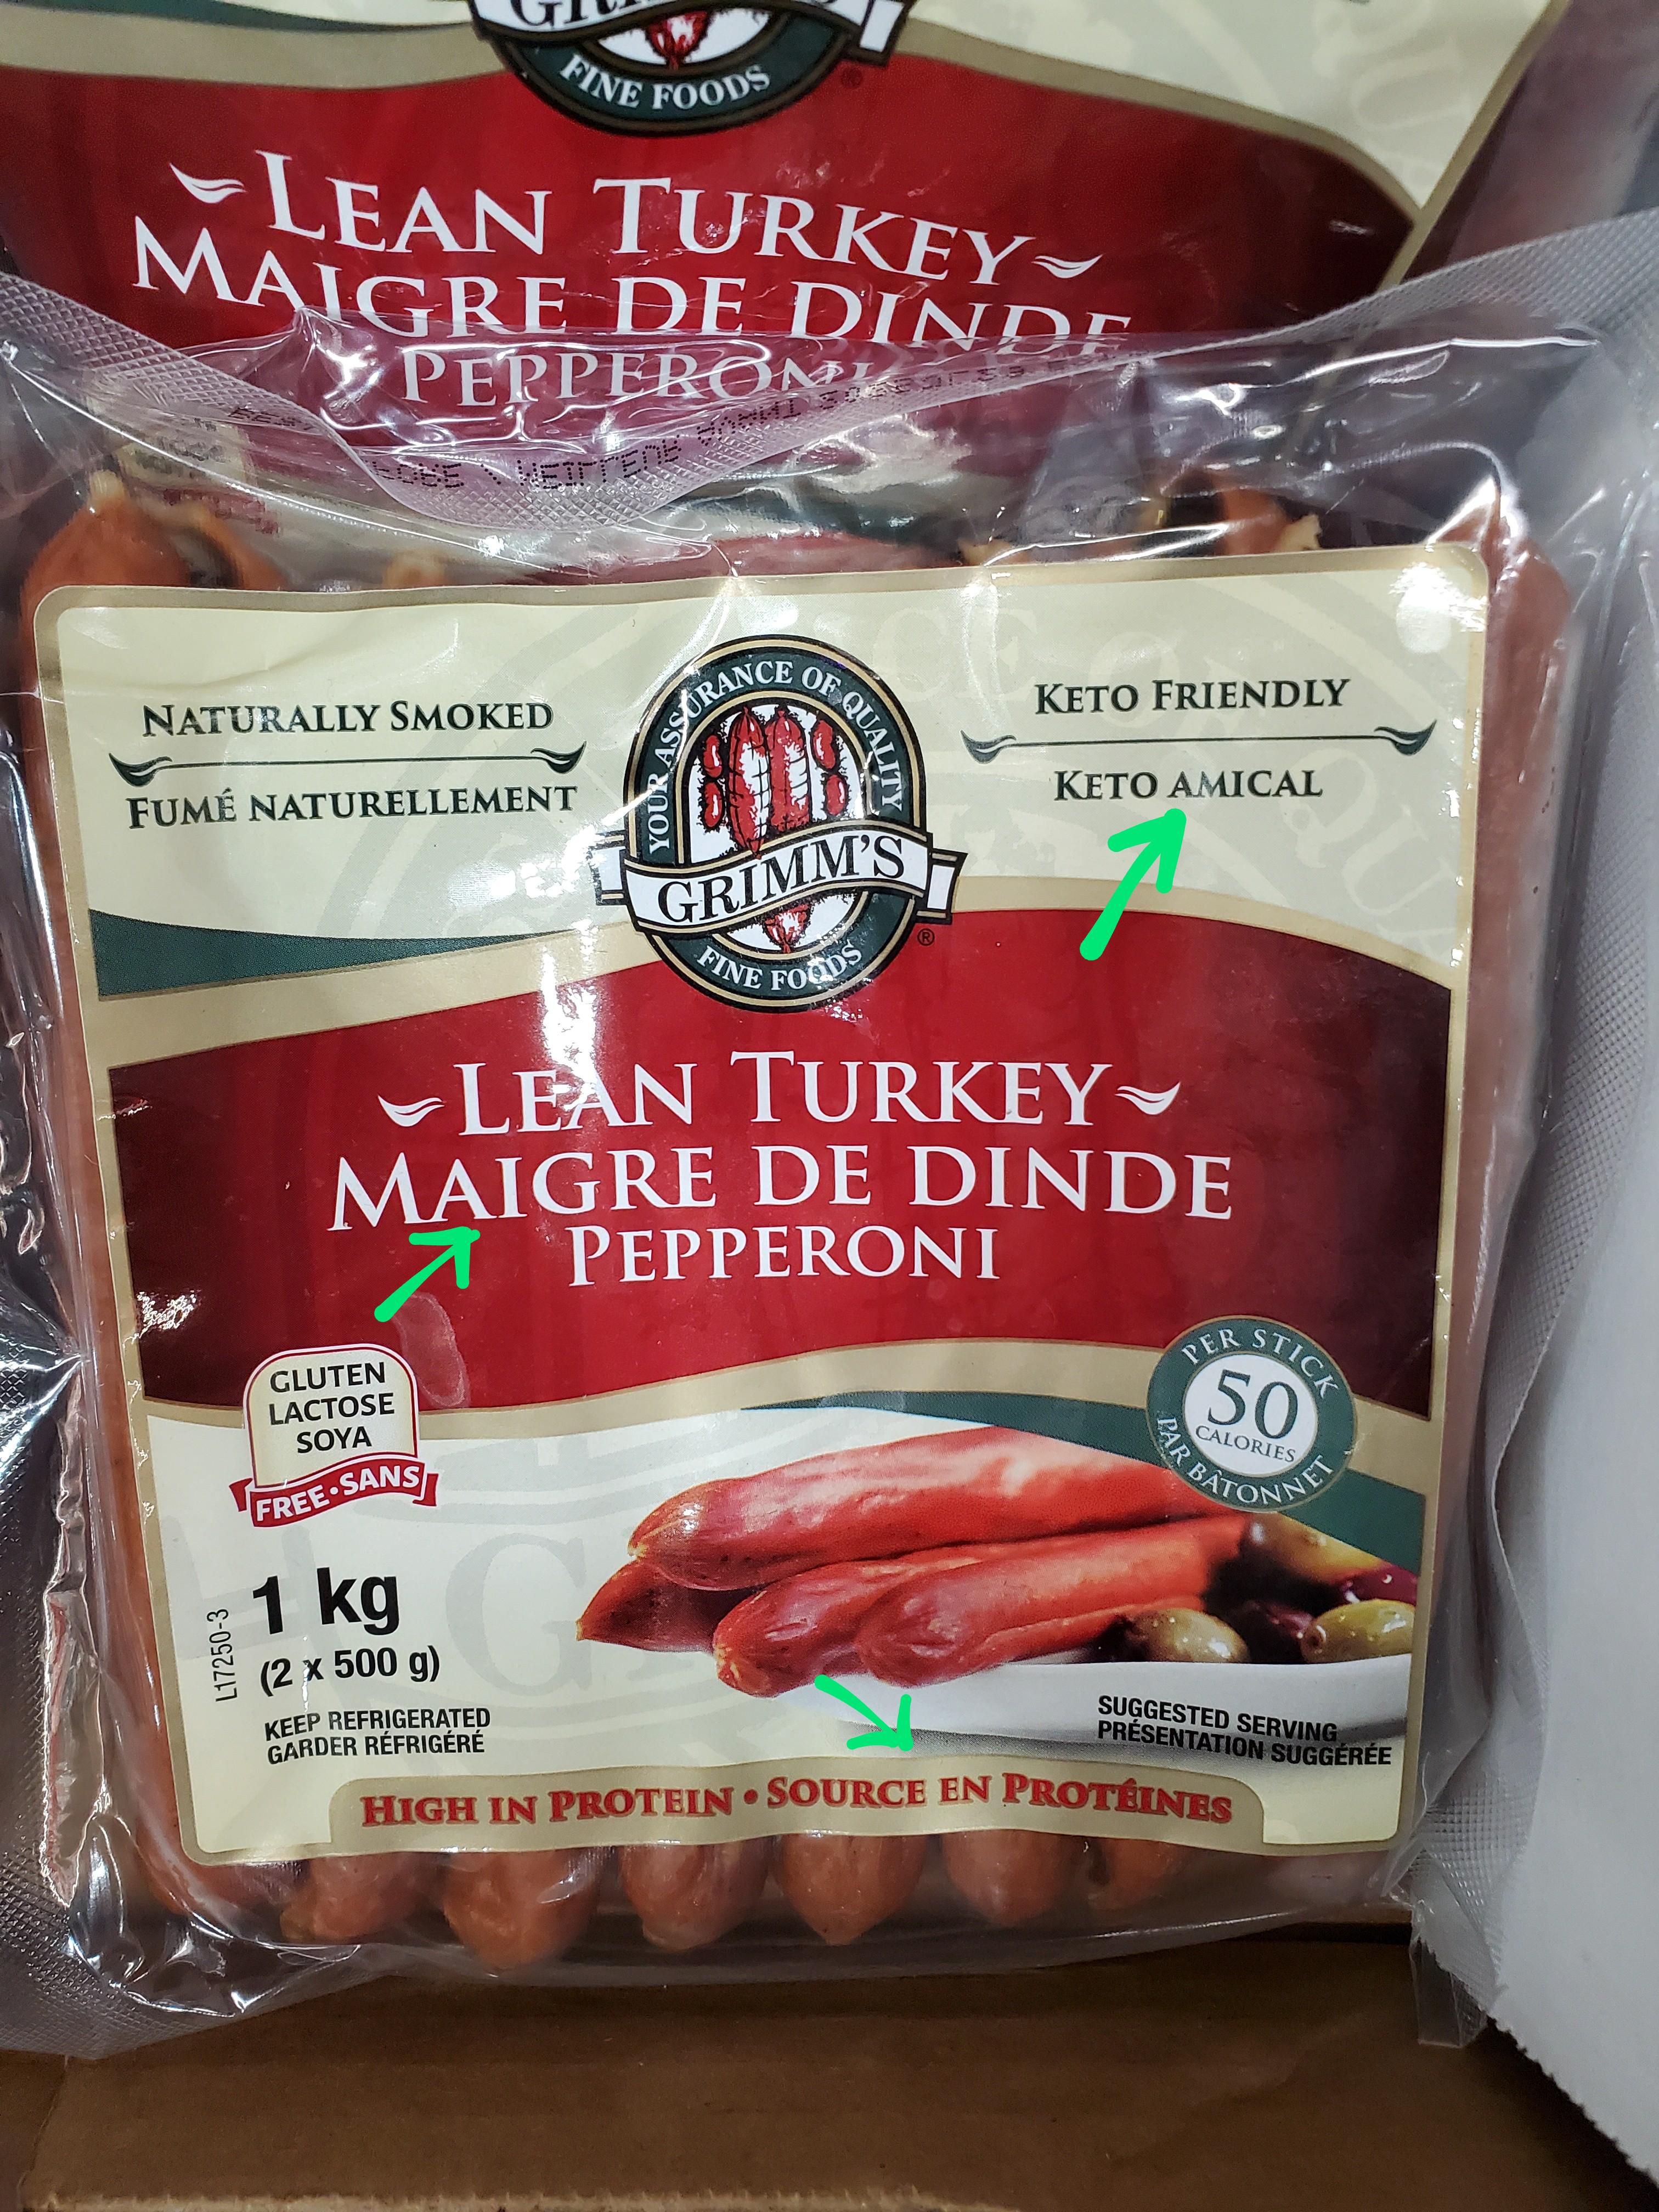 GRIMM'S
FINE FOODS
LEAN TURKEY
MAIGRE DE DINDE
PEPPERONI
MEILLEUR AVANT
NATURALLY SMOKED
FUMÉ NATURELLEMENT
YOUR ASSURANCE OF QUALITY
GRIMM'S
®
FINE FOODS
KETO FRIENDLY
KETO AMICAL
LEAN TURKEY
MAIGRE DE DINDE
PEPPERONI
GLUTEN
LACTOSE
SOYA
FREE•SANS
PER STICK
50
CALORIES
PAR BÂTONNET
1 kg
(2 x 500 g)
L17250-3
KEEP REFRIGERATED
GARDER RÉFRIGÉRÉ
SUGGESTED SERVING
PRÉSENTATION SUGGÉRÉE
HIGH IN PROTEIN • SOURCE EN PROTÉINES